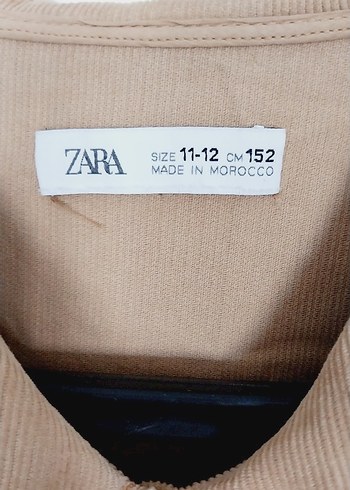 ZARA
SIZE 11-12 CM 152
MADE IN MOROCCO